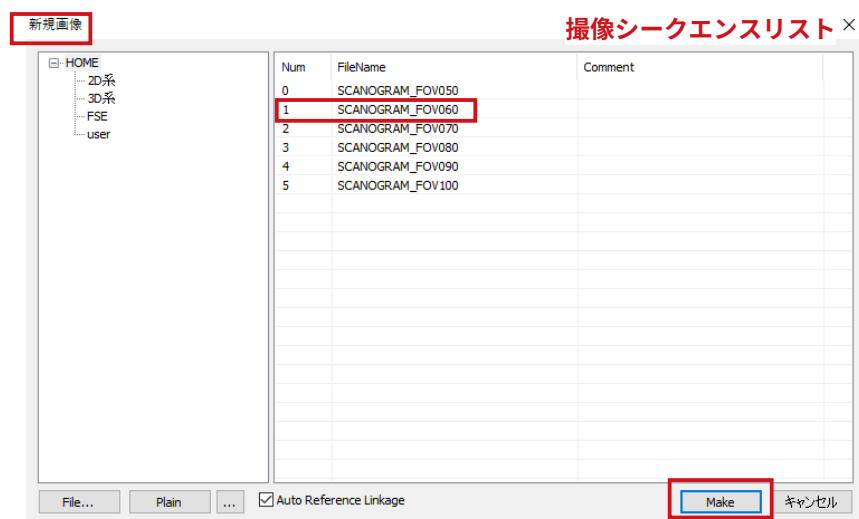 新規画像
撮像シークエンスリスト
HOME
2D系
3D系
FSE
user
Num FileName Comment
0 SCANOGRAM_FOV050
1 SCANOGRAM_FOV060
2 SCANOGRAM_FOV070
3 SCANOGRAM_FOV080
4 SCANOGRAM_FOV090
5 SCANOGRAM_FOV100
File... Plain ... Auto Reference Linkage Make キャンセル